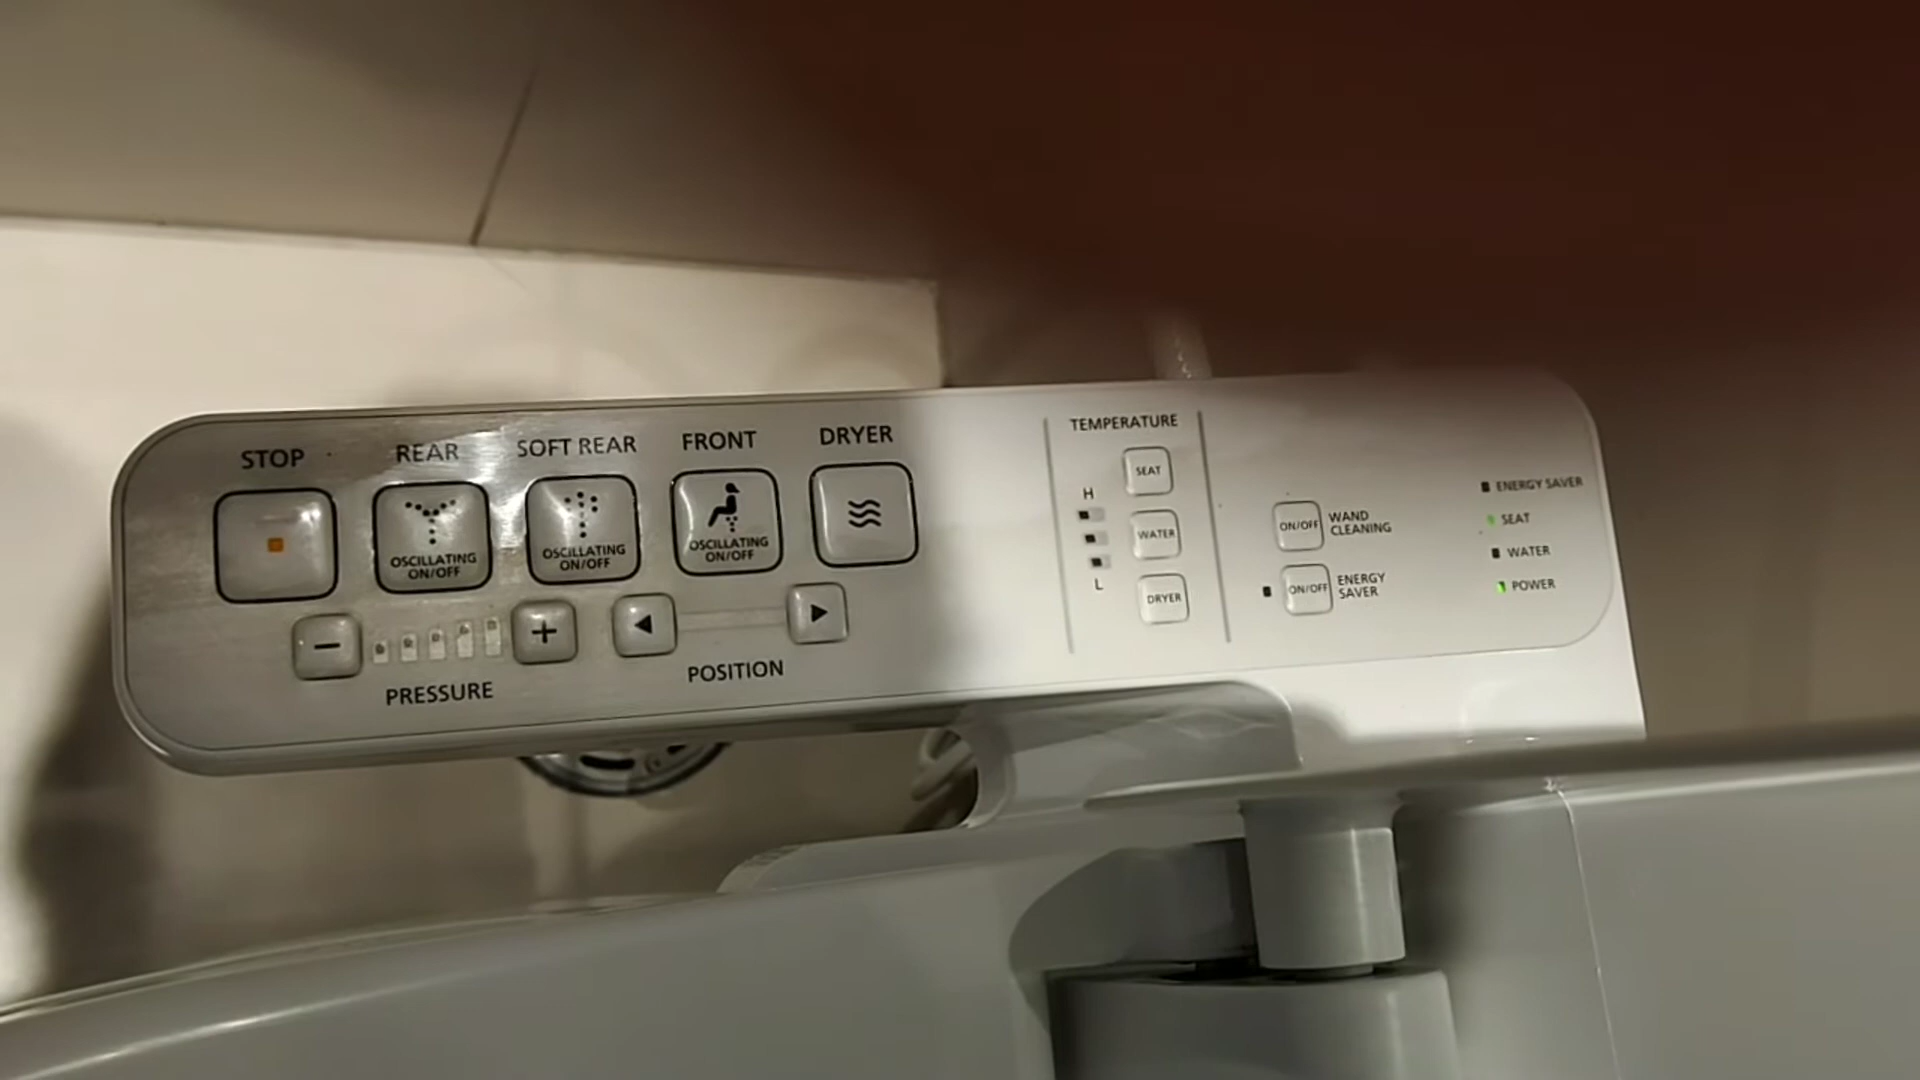 STOP
REAR
SOFT REAR
FRONT
DRYER
OSCILLATING
ON/OFF
OSCILLATING
ON/OFF
OSCILLATING
ON/OFF
PRESSURE
POSITION
TEMPERATURE
H
L
SEAT
WATER
DRYER
ON/OFF
WAND
CLEANING
ON/OFF
ENERGY
SAVER
ENERGY SAVER
SEAT
WATER
POWER